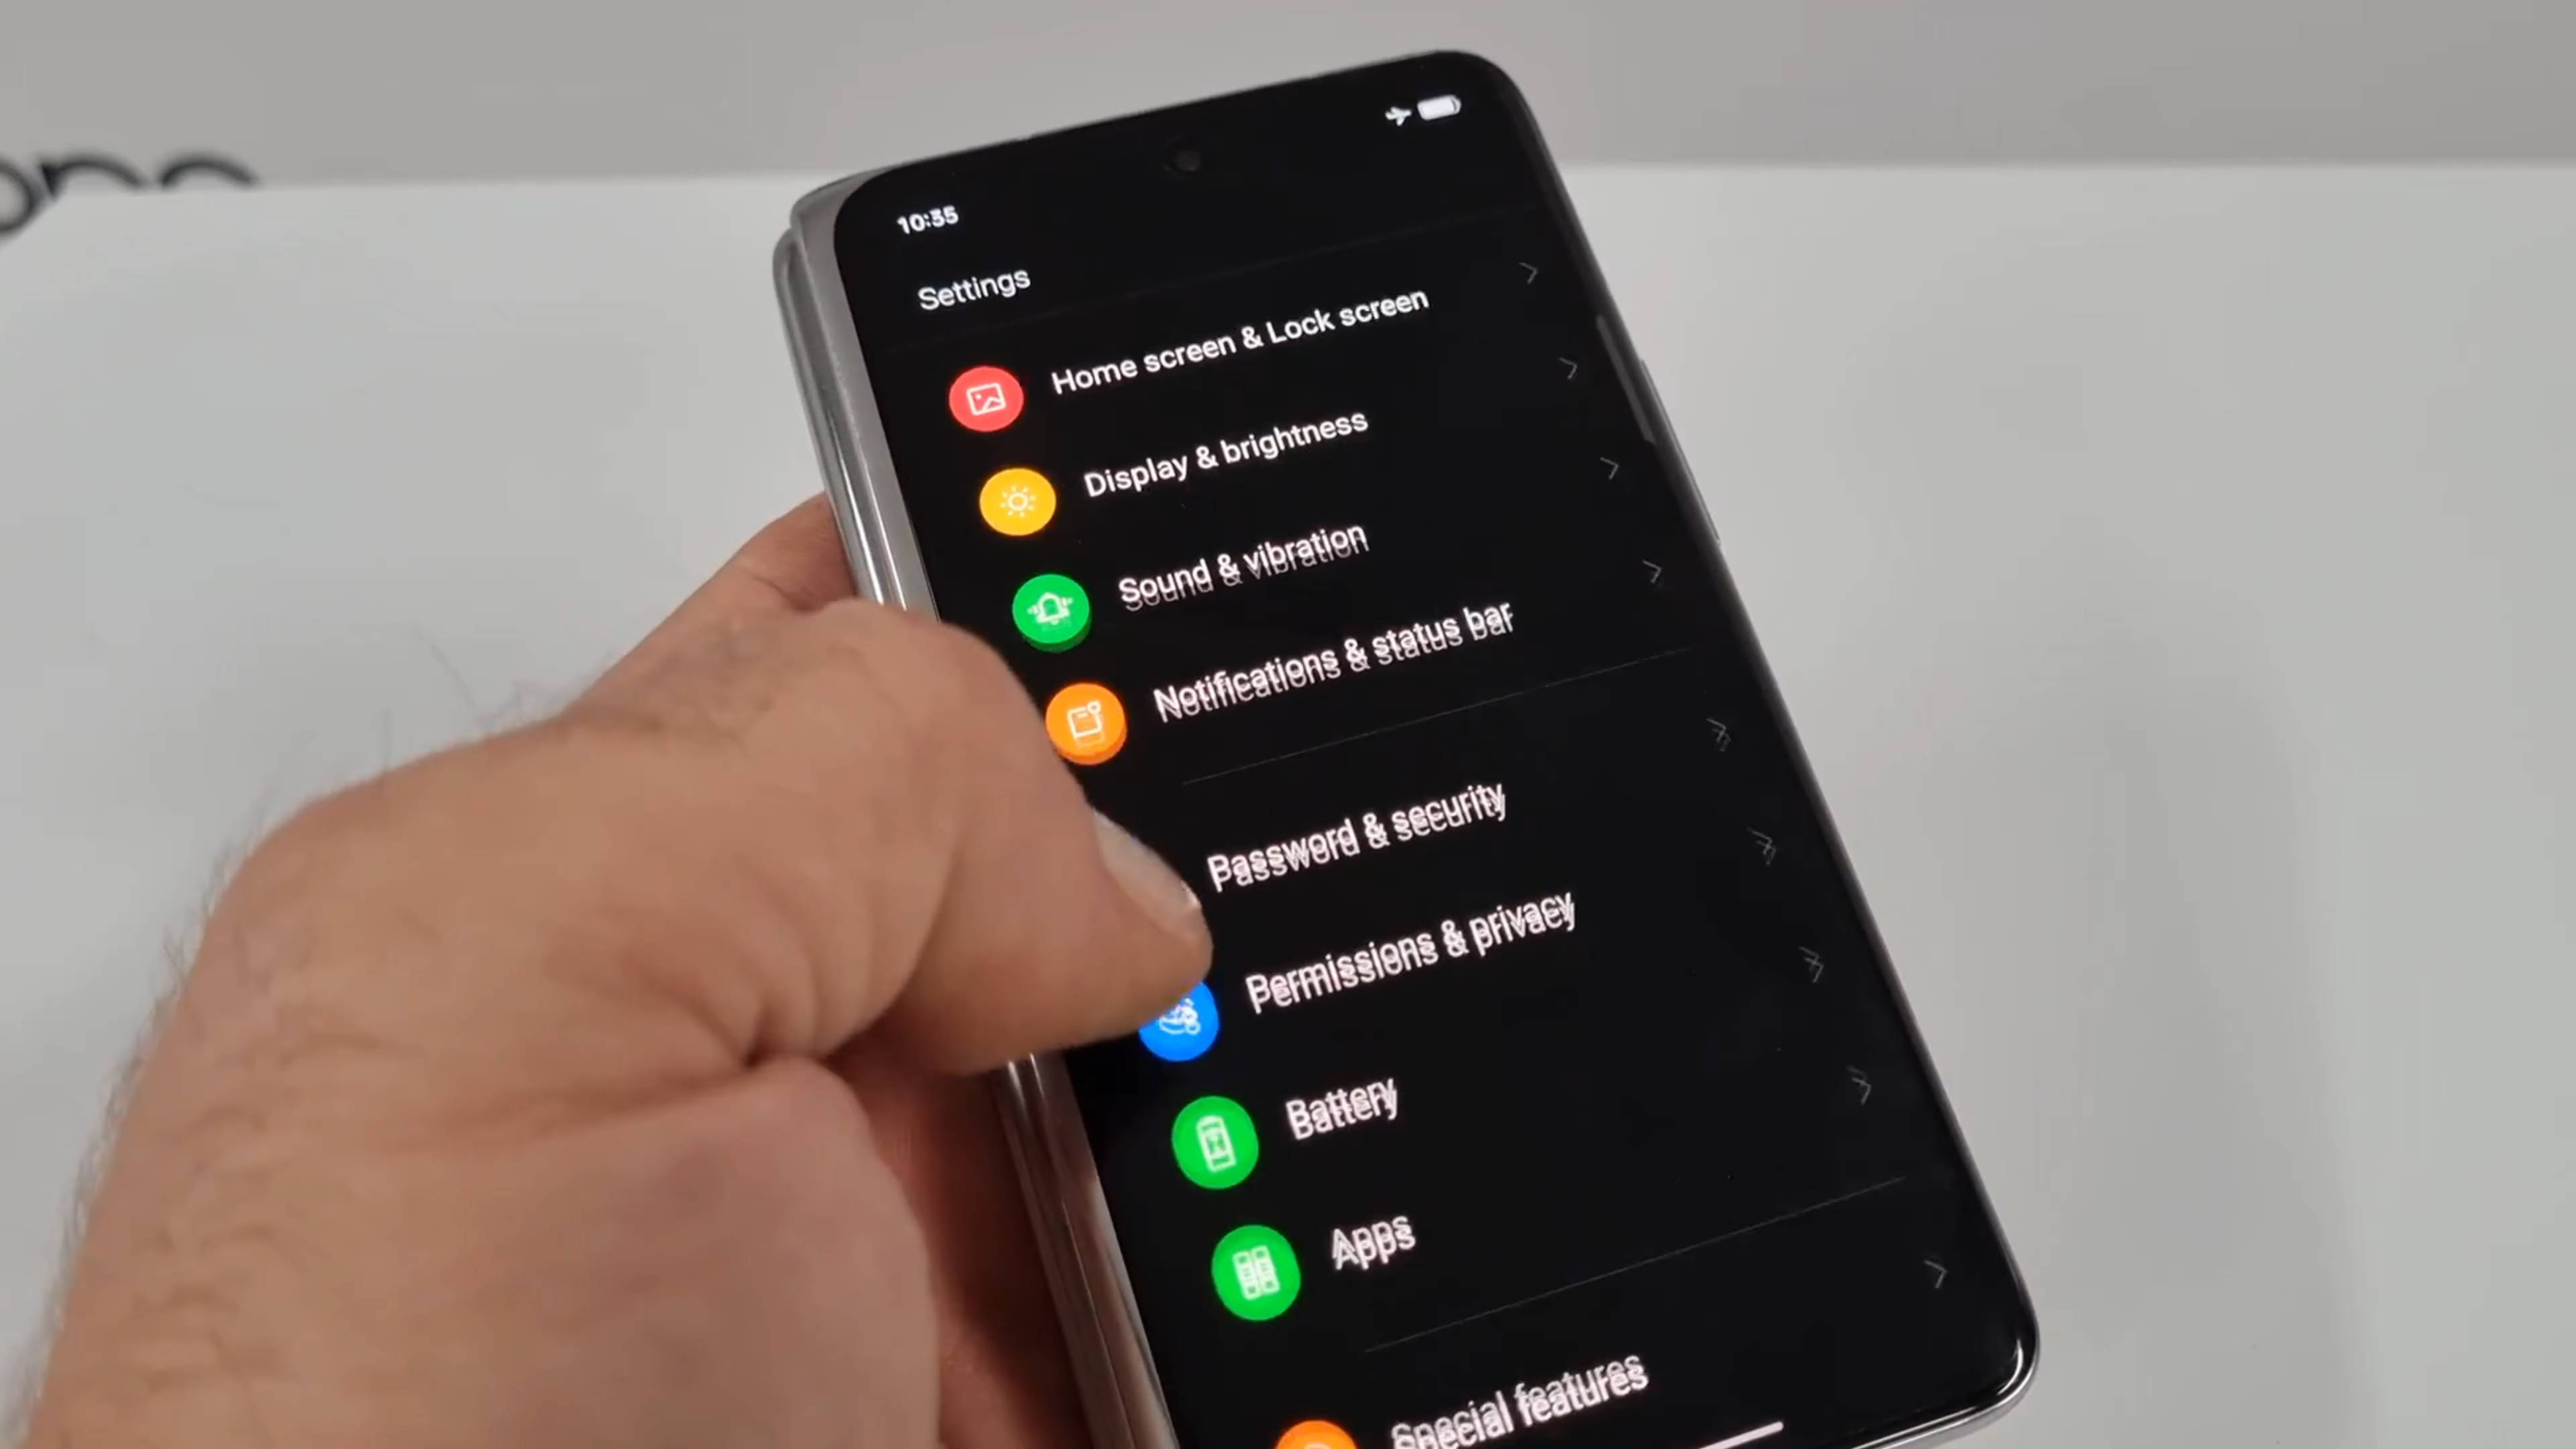 10:35
Settings
Home screen & Lock screen
Display & brightness
Sound & vibration
Notifications & status bar
Password & security
Permissions & privacy
Battery
Apps
Special features